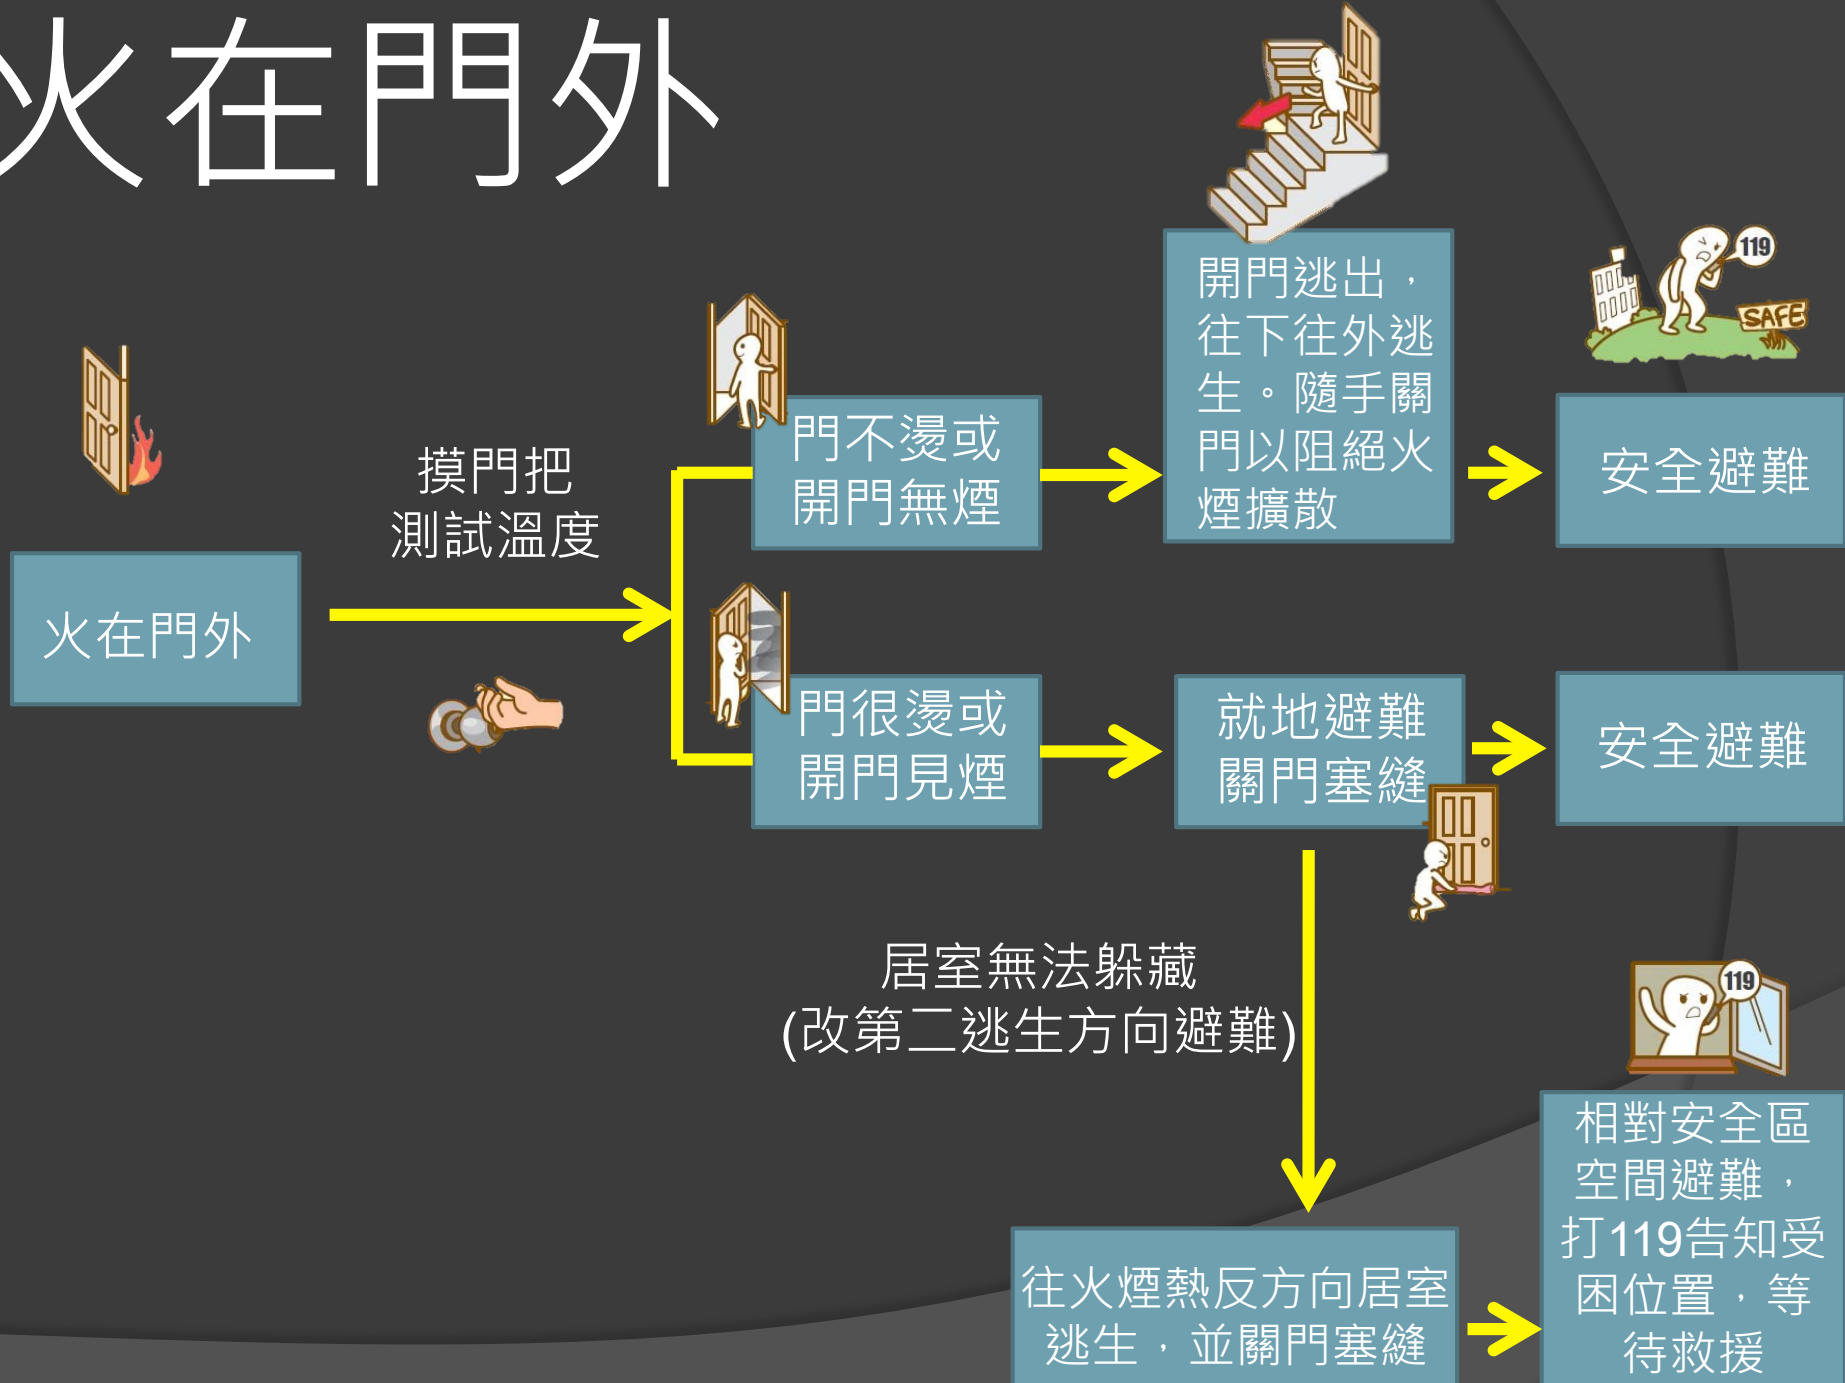 火在門外
火在門外
摸門把
測試溫度
門不燙或
開門無煙
開門逃出，
往下往外逃
生。隨手關
門以阻絕火
煙擴散
119
SAFE
安全避難
門很燙或
開門見煙
就地避難
關門塞縫
安全避難
居室無法躲藏
(改第二逃生方向避難)
往火煙熱反方向居室
逃生，並關門塞縫
119
相對安全區
空間避難，
打119告知受
困位置，等
待救援